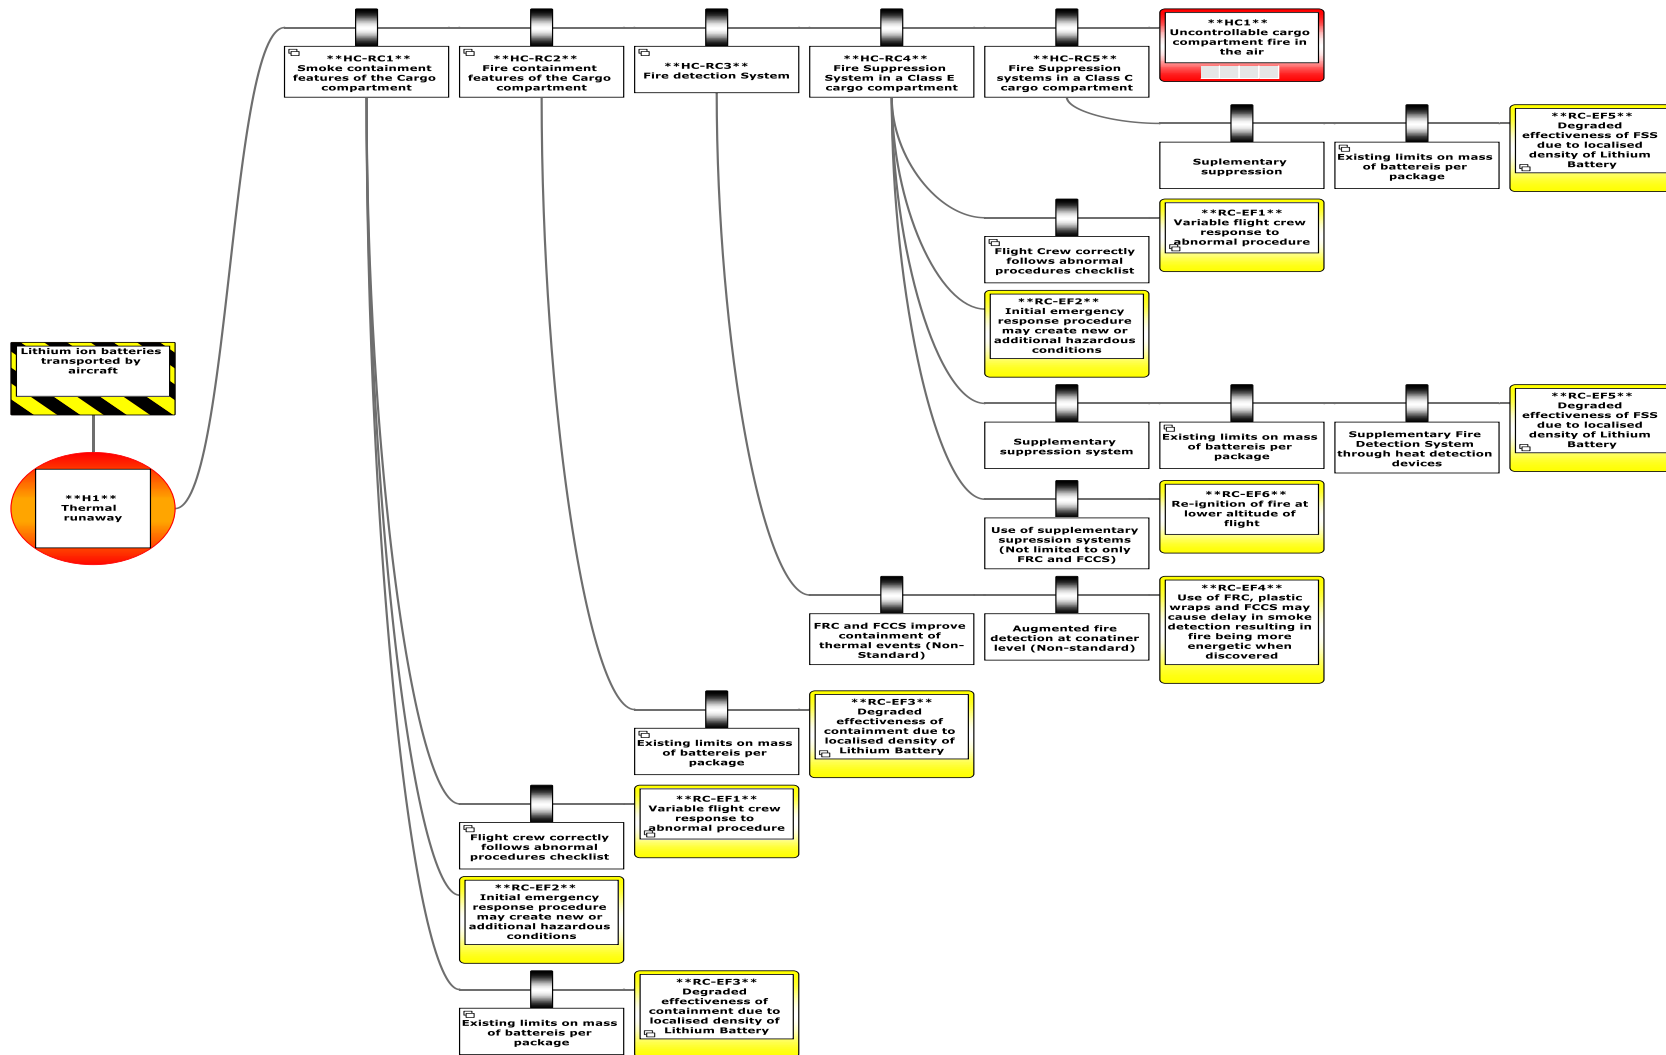 **HC-RC1**
Smoke containment
features of the Cargo
compartment
**HC-RC2**
Fire containment
features of the Cargo
compartment
**HC-RC3**
Fire detection System
**HC-RC4**
Fire Suppression
System in a Class E
cargo compartment
**HC-RC5**
Fire Suppression
systems in a Class C
cargo compartment
**HC1**
Uncontrollable cargo
compartment fire in
the air
Suplementary
suppression
Existing limits on mass
of battereis per
package
**RC-EF5**
Degraded
effectiveness of FSS
due to localised
density of Lithium
Battery
Flight Crew correctly
follows abnormal
procedures checklist
**RC-EF1**
Variable flight crew
response to
abnormal procedure
**RC-EF2**
Initial emergency
response procedure
may create new or
additional hazardous
conditions
Lithium ion batteries
transported by
aircraft
**H1**
Thermal
runaway
Supplementary
suppression system
Existing limits on mass
of battereis per
package
Supplementary Fire
Detection System
through heat detection
devices
**RC-EF5**
Degraded
effectiveness of FSS
due to localised
density of Lithium
Battery
Use of supplementary
supression systems
(Not limited to only
FRC and FCCS)
**RC-EF6**
Re-ignition of fire at
lower altitude of
flight
FRC and FCCS improve
containment of
thermal events (Non-
Standard)
Augmented fire
detection at conatiner
level (Non-standard)
**RC-EF4**
Use of FRC, plastic
wraps and FCCS may
cause delay in smoke
detection resulting in
fire being more
energetic when
discovered
Existing limits on mass
of battereis per
package
**RC-EF3**
Degraded
effectiveness of
containment due to
localised density of
Lithium Battery
Flight crew correctly
follows abnormal
procedures checklist
**RC-EF1**
Variable flight crew
response to
abnormal procedure
**RC-EF2**
Initial emergency
response procedure
may create new or
additional hazardous
conditions
Existing limits on mass
of battereis per
package
**RC-EF3**
Degraded
effectiveness of
containment due to
localised density of
Lithium Battery